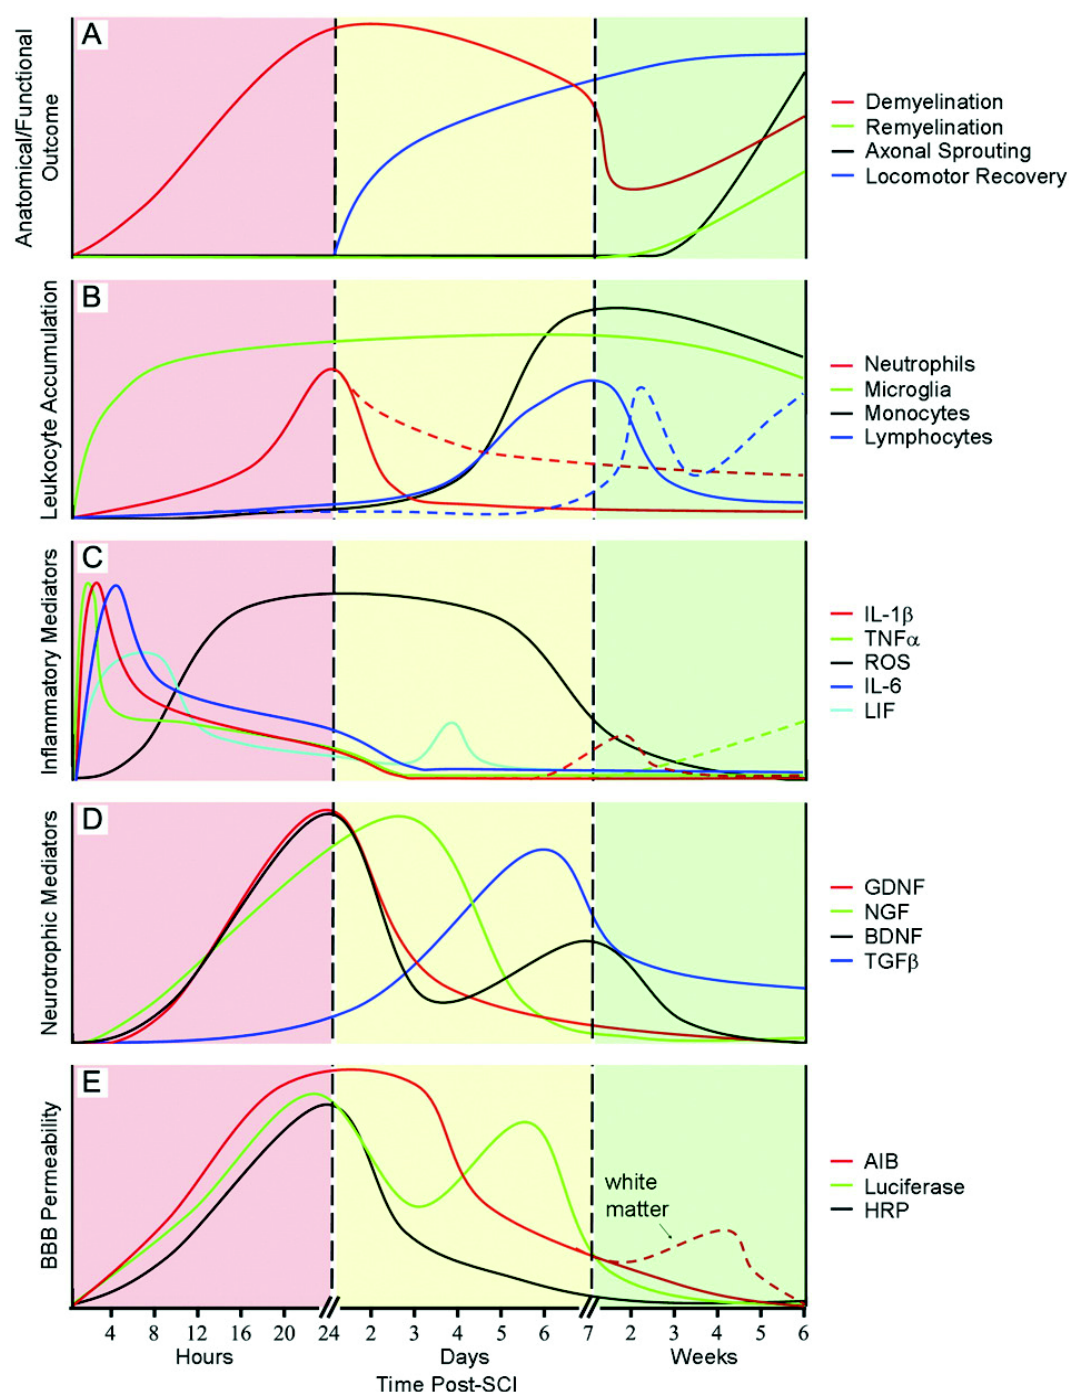 A
Anatomical/Functional
Outcome
Demyelination
Remyelination
Axonal Sprouting
Locomotor Recovery
B
Leukocyte Accumulation
Neutrophils
Microglia
Monocytes
Lymphocytes
C
Inflammatory Mediators
IL-1β
TNFα
ROS
IL-6
LIF
D
Neurotrophic Mediators
GDNF
NGF
BDNF
TGFβ
E
BBB Permeability
white
matter
AIB
Luciferase
HRP
4 8 12 16 20 24 2 3 4 5 6 7 2 3 4 5 6
Hours Days Weeks
Time Post-SCI